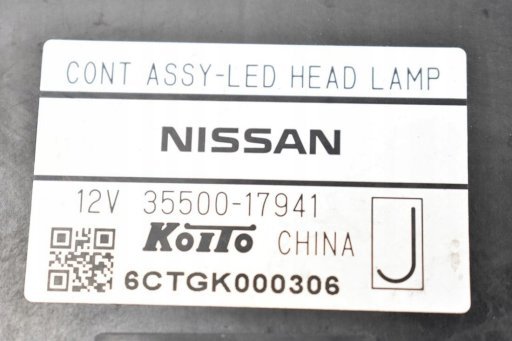 CONT ASSY-LED HEAD LAMP
NISSAN
12V 35500-17941
KOITO CHINA
6CTGK000306
J